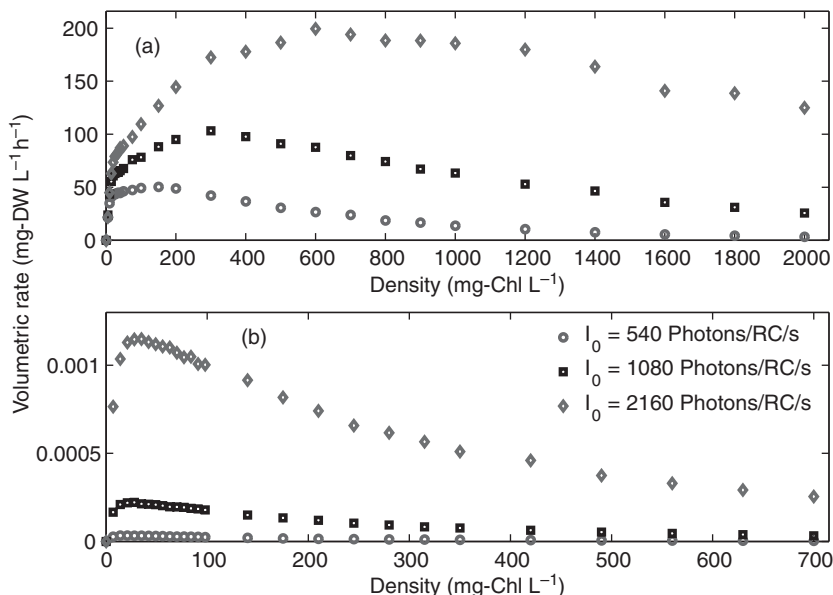 200
(a)
150
100
50
0
0 200 400 600 800 1000 1200 1400 1600 1800 2000
Density (mg-Chl L⁻¹)
Volumetric rate (mg-DW L⁻¹ h⁻¹)
(b)
I₀ = 540 Photons/RC/s
I₀ = 1080 Photons/RC/s
I₀ = 2160 Photons/RC/s
0.001
0.0005
0
0 100 200 315 400 500 600 700
Density (mg-Chl L⁻¹)